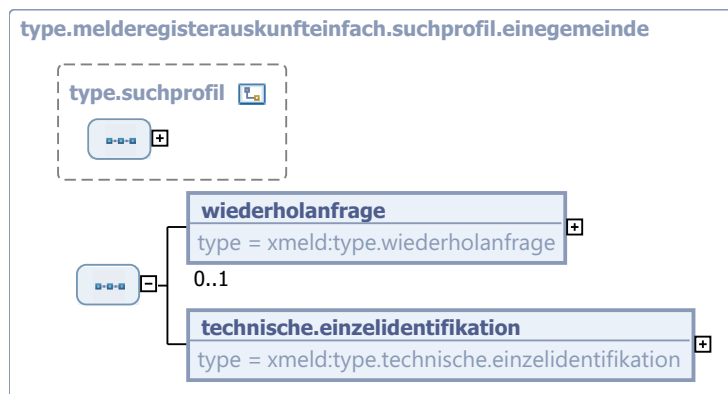 type.melderegisterauskunfteinfach.suchprofil.einegemeinde
type.suchprofil
wiederholanfrage
type = xmeld:type.wiederholanfrage
0..1
technische.einzelidentifikation
type = xmeld:type.technische.einzelidentifikation